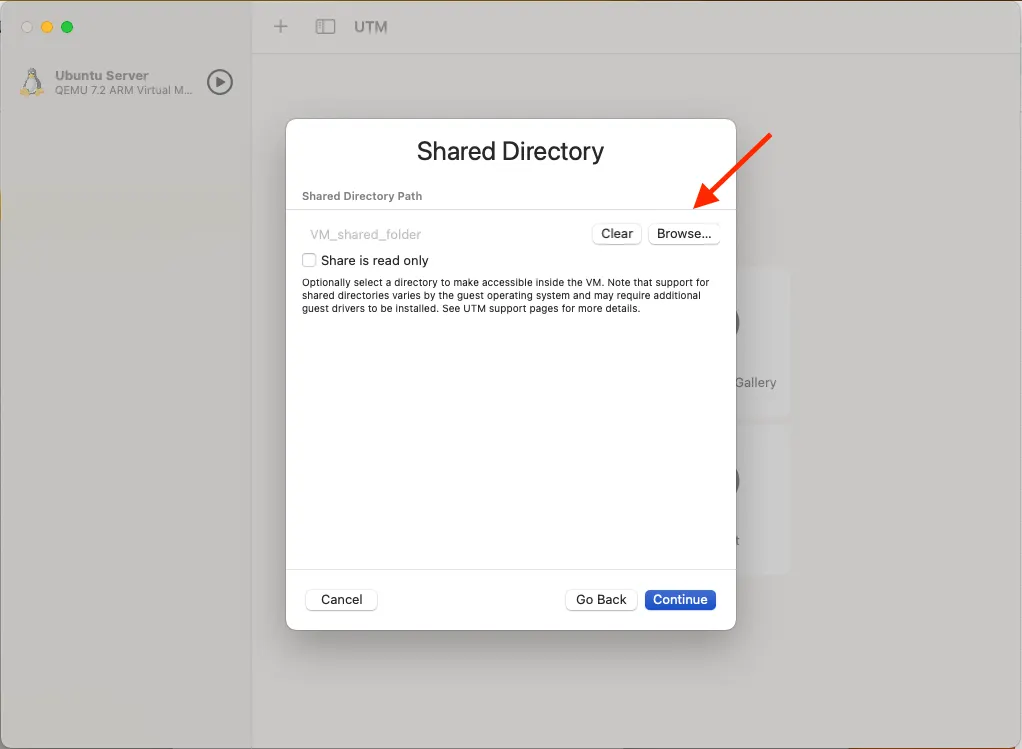 UTM
Ubuntu Server
QEMU 7.2 ARM Virtual M...
Shared Directory
Shared Directory Path
VM_shared_folder
Clear
Browse...
Share is read only
Optionally select a directory to make accessible inside the VM. Note that support for
shared directories varies by the guest operating system and may require additional
guest drivers to be installed. See UTM support pages for more details.
Gallery
Cancel
Go Back
Continue